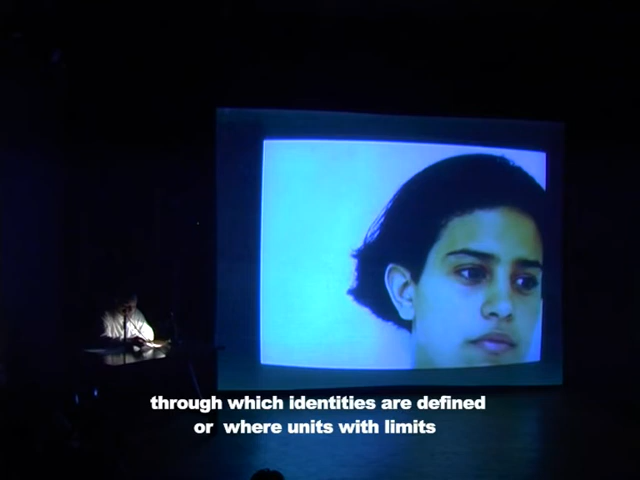 through which identities are defined
or where units with limits